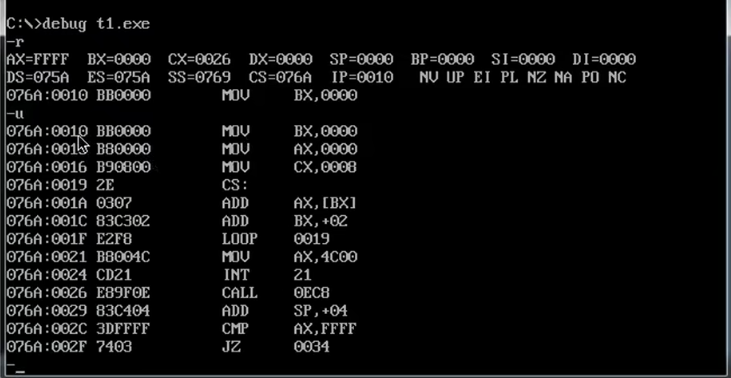 C:\>debug t1.exe
-r
AX=FFFF  BX=0000  CX=0026  DX=0000  SP=0000  BP=0000  SI=0000  DI=0000
DS=075A  ES=075A  SS=0769  CS=076A  IP=0010   NV UP EI PL NZ NA PO NC
076A:0010 BB0000        MOV     BX,0000
-u
076A:0010 BB0000        MOV     BX,0000
076A:0013 B80000        MOV     AX,0000
076A:0016 B90800        MOV     CX,0008
076A:0019 2E            CS:
076A:001A 0307          ADD     AX,[BX]
076A:001C 83C302        ADD     BX,+02
076A:001F E2F8          LOOP    0019
076A:0021 B8004C        MOV     AX,4C00
076A:0024 CD21          INT     21
076A:0026 E89F0E        CALL    0EC8
076A:0029 83C404        ADD     SP,+04
076A:002C 3DFFFF        CMP     AX,FFFF
076A:002F 7403          JZ      0034
-_